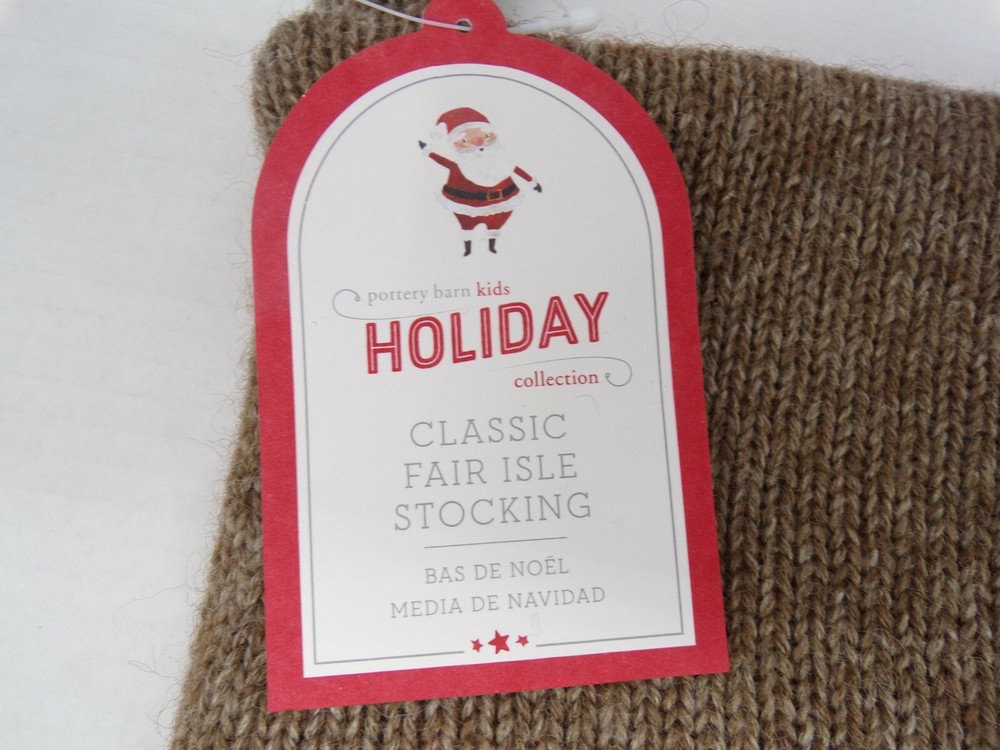 pottery barn kids
HOLIDAY
collection
CLASSIC
FAIR ISLE
STOCKING
BAS DE NOËL
MEDIA DE NAVIDAD